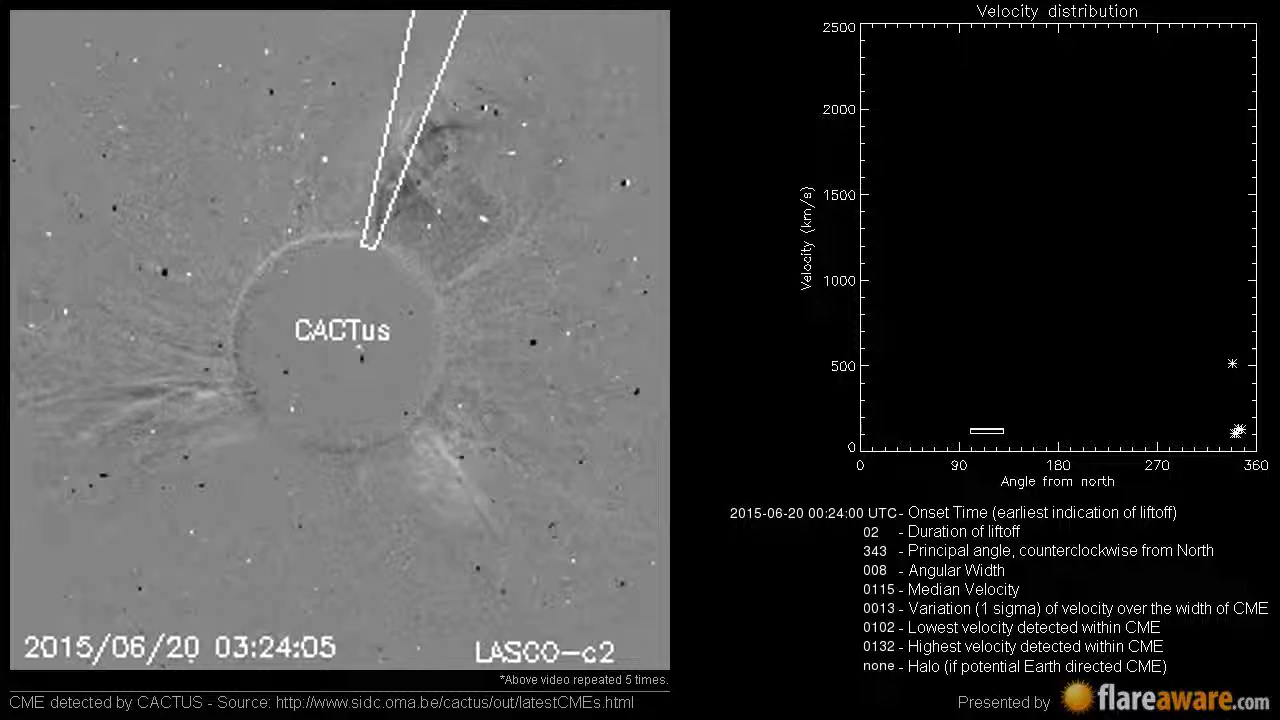 CACTus
2015/06/20 03:24:05
LASCO-c2
*Above video repeated 5 times.
CME detected by CACTUS - Source: http://www.sidc.oma.be/cactus/out/latestCMEs.html
Velocity distribution
2500
2000
1500
1000
500
0
Velocity (km/s)
0 90 180 270 360
Angle from north
2015-06-20 00:24:00 UTC - Onset Time (earliest indication of liftoff)
02 - Duration of liftoff
343 - Principal angle, counterclockwise from North
008 - Angular Width
0115 - Median Velocity
0013 - Variation (1 sigma) of velocity over the width of CME
0102 - Lowest velocity detected within CME
0132 - Highest velocity detected within CME
none - Halo (if potential Earth directed CME)
Presented by flareaware.com